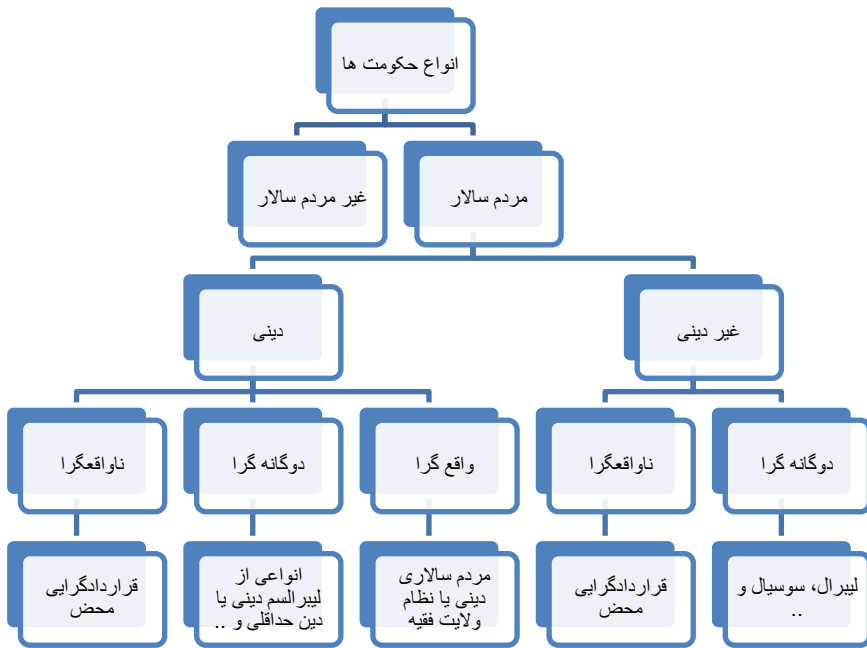 انواع حکومت ها
مردم سالار
غیر مردم سالار
غیر دینی
دینی
دوگانه گرا
ناواقعگرا
واقع گرا
دوگانه گرا
ناواقعگرا
لیبرال، سوسیال و
..
قراردادگرایی
محض
مردم سالاری
دینی یا نظام
ولایت فقیه
انواعی از
لیبرالسم دینی یا
دین حداقلی و ..
قراردادگرایی
محض